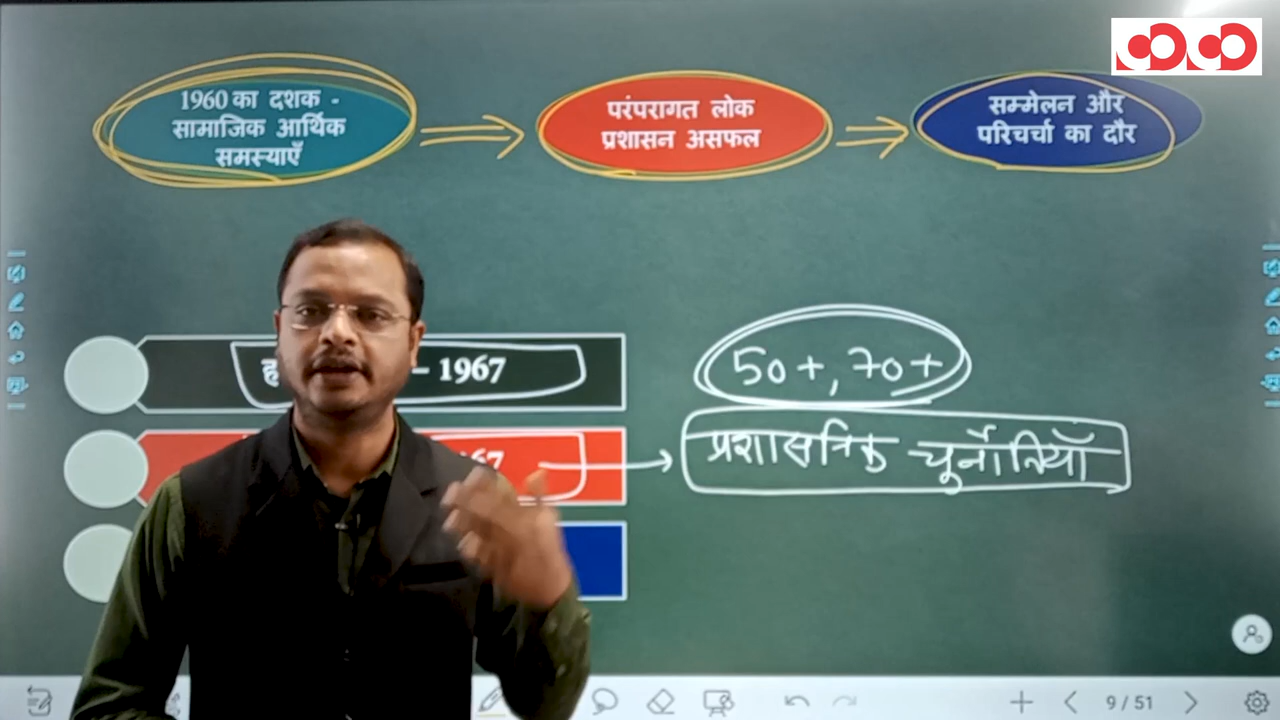 1960 का दशक -
सामाजिक आर्थिक
समस्याएँ
परंपरागत लोक
प्रशासन असफल
सम्मेलन और
परिचर्चा का दौर
– 1967
67
50+, 70+
प्रशासनिक चुनौतियाँ
9 / 51